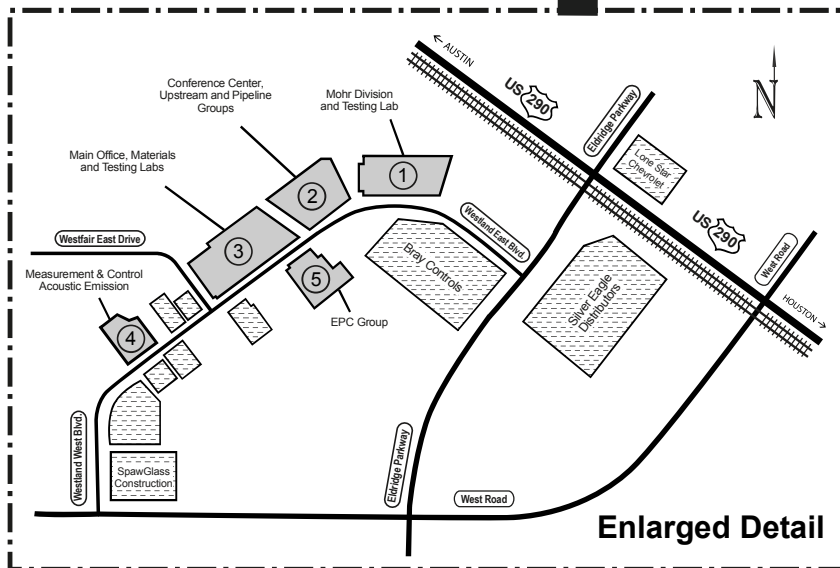 ← AUSTIN
US 290
Eldridge Parkway
N
Conference Center,
Upstream and Pipeline
Groups
Mohr Division
and Testing Lab
1
Lone Star
Chevrolet
Main Office, Materials
and Testing Labs
2
3
Westland East Blvd.
US 290
West Road
Westfair East Drive
Bray Controls
Measurement & Control
Acoustic Emission
5
Silver Eagle
Distributors
HOUSTON →
EPC Group
4
Westland West Blvd.
Eldridge Parkway
SpawGlass
Construction
West Road
Enlarged Detail